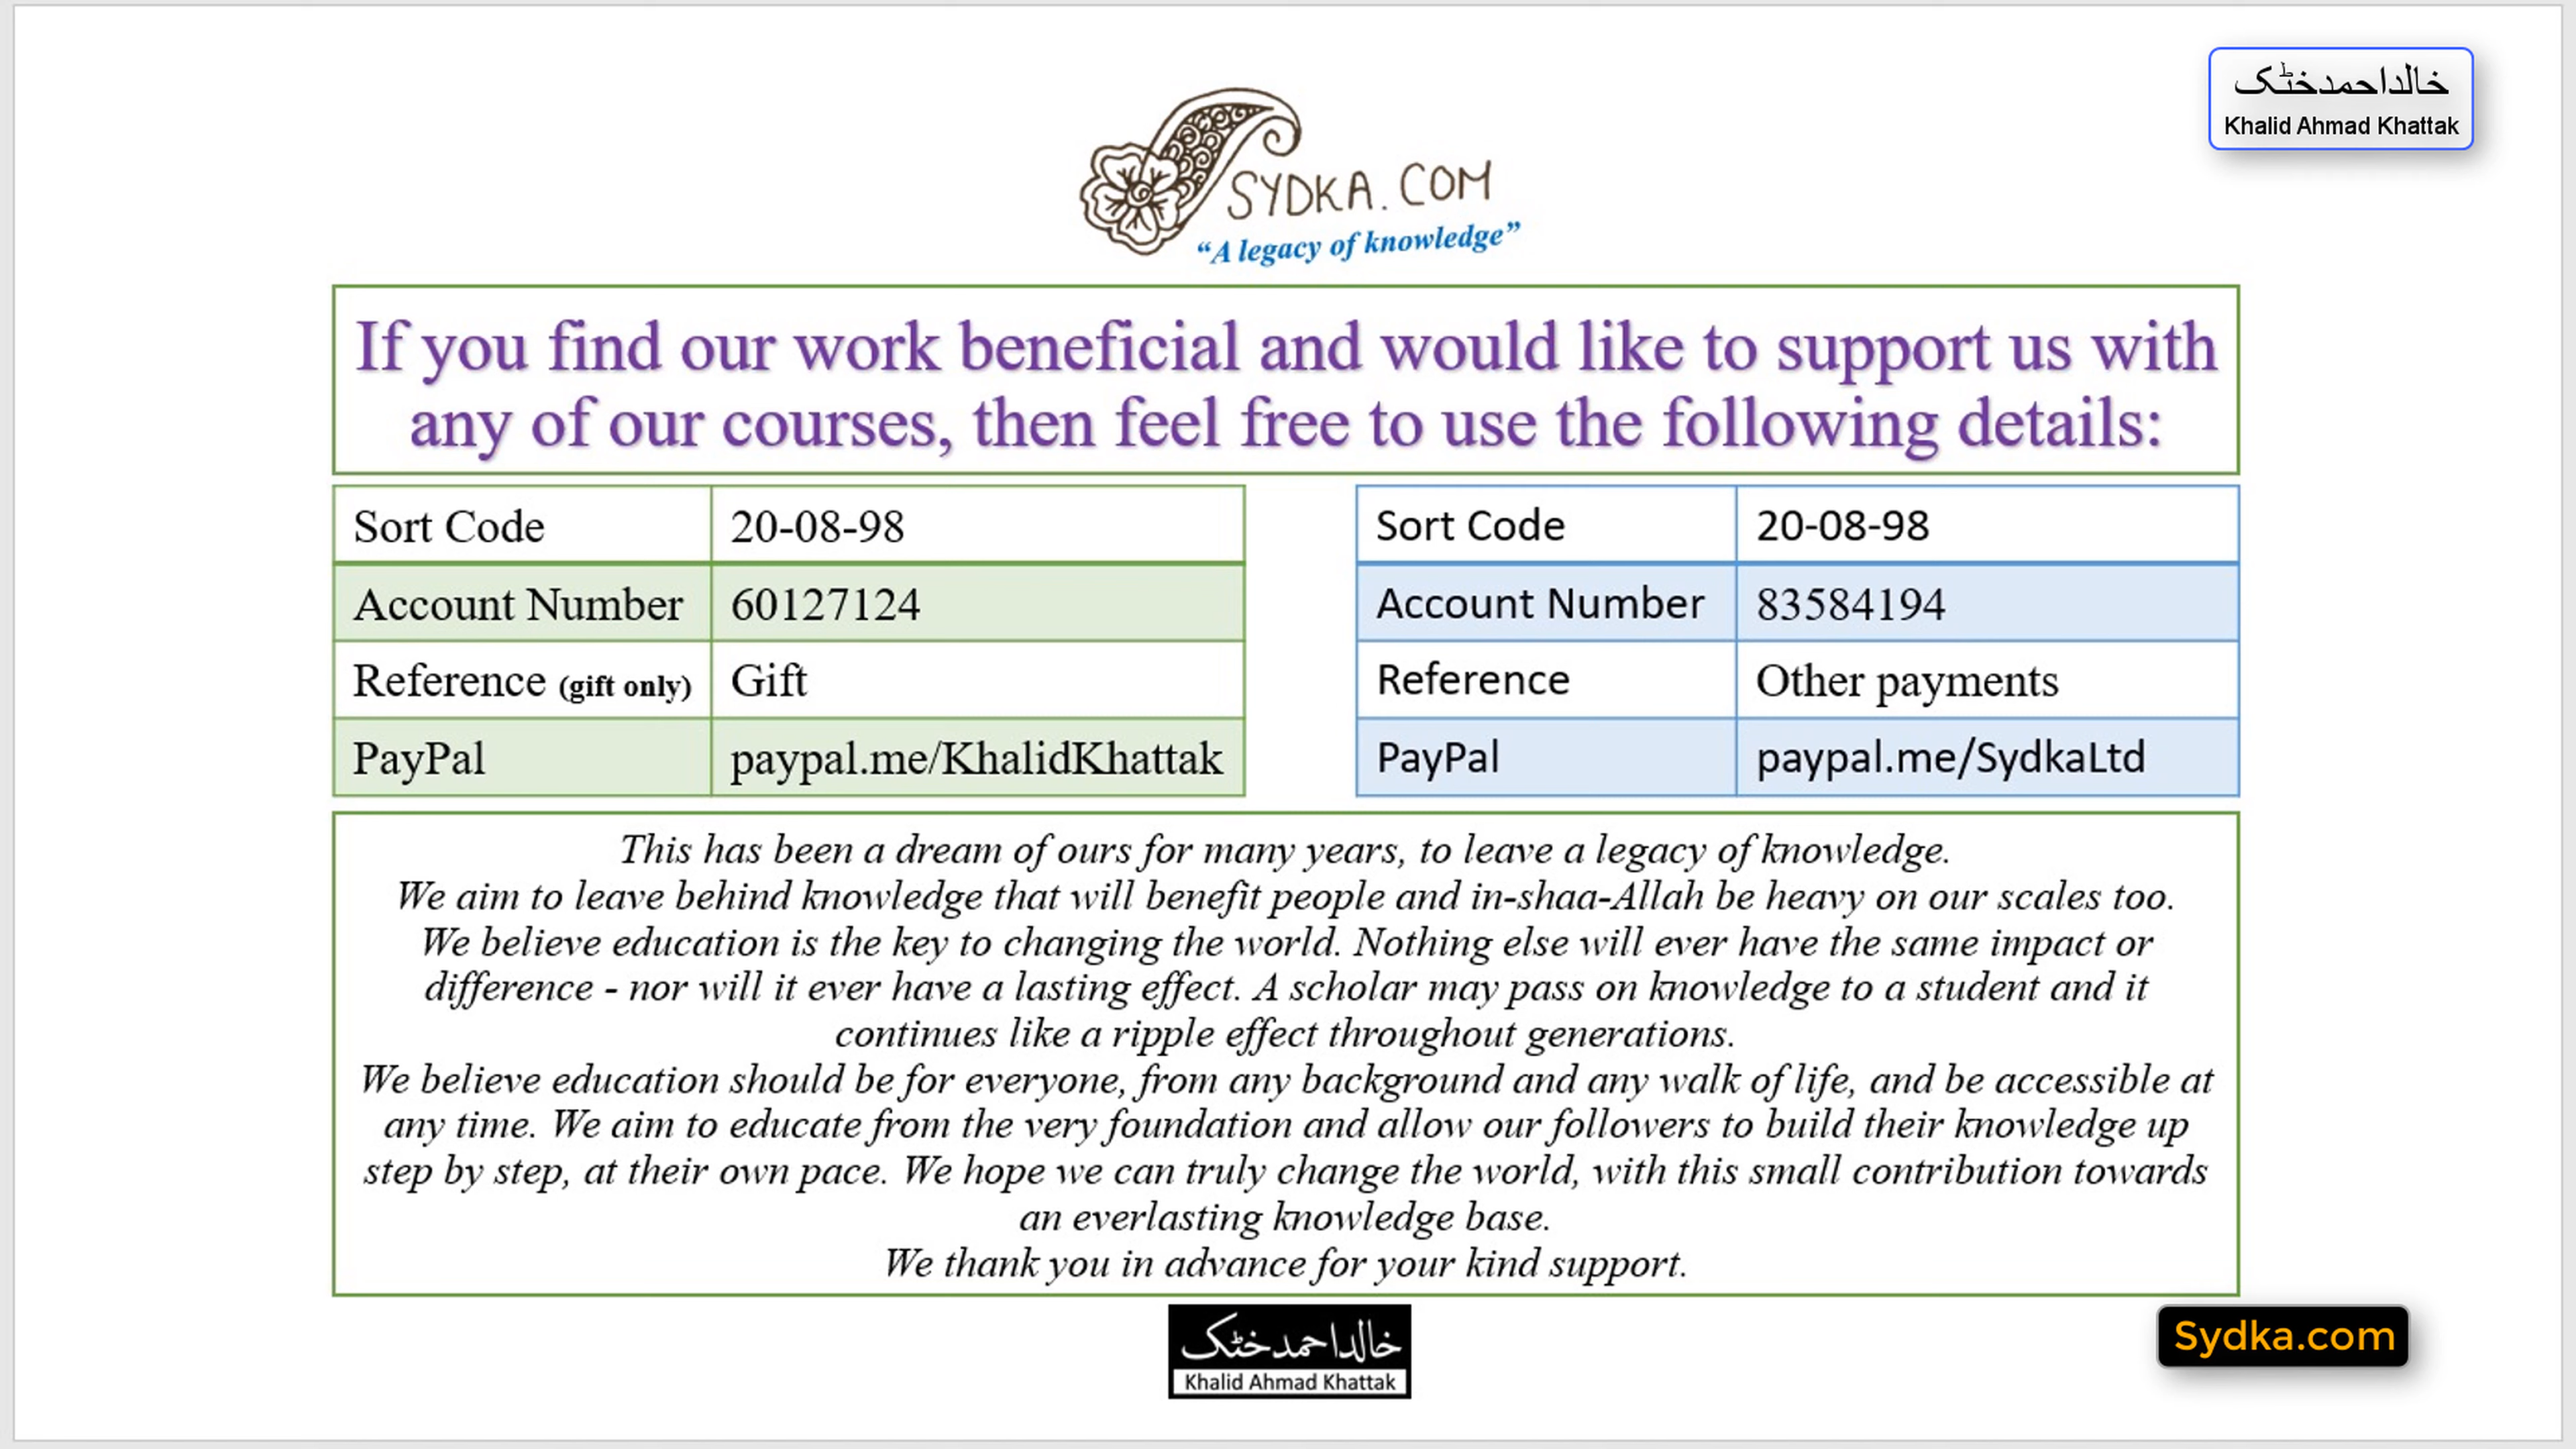 خالداحمدخٹک
Khalid Ahmad Khattak
SYDKA.COM
“A legacy of knowledge”
If you find our work beneficial and would like to support us with
any of our courses, then feel free to use the following details:
Sort Code 20-08-98
Account Number 60127124
Reference (gift only) Gift
PayPal paypal.me/KhalidKhattak
Sort Code 20-08-98
Account Number 83584194
Reference Other payments
PayPal paypal.me/SydkaLtd
This has been a dream of ours for many years, to leave a legacy of knowledge.
We aim to leave behind knowledge that will benefit people and in-shaa-Allah be heavy on our scales too.
We believe education is the key to changing the world. Nothing else will ever have the same impact or
difference - nor will it ever have a lasting effect. A scholar may pass on knowledge to a student and it
continues like a ripple effect throughout generations.
We believe education should be for everyone, from any background and any walk of life, and be accessible at
any time. We aim to educate from the very foundation and allow our followers to build their knowledge up
step by step, at their own pace. We hope we can truly change the world, with this small contribution towards
an everlasting knowledge base.
We thank you in advance for your kind support.
خالداحمدخٹک
Khalid Ahmad Khattak
Sydka.com